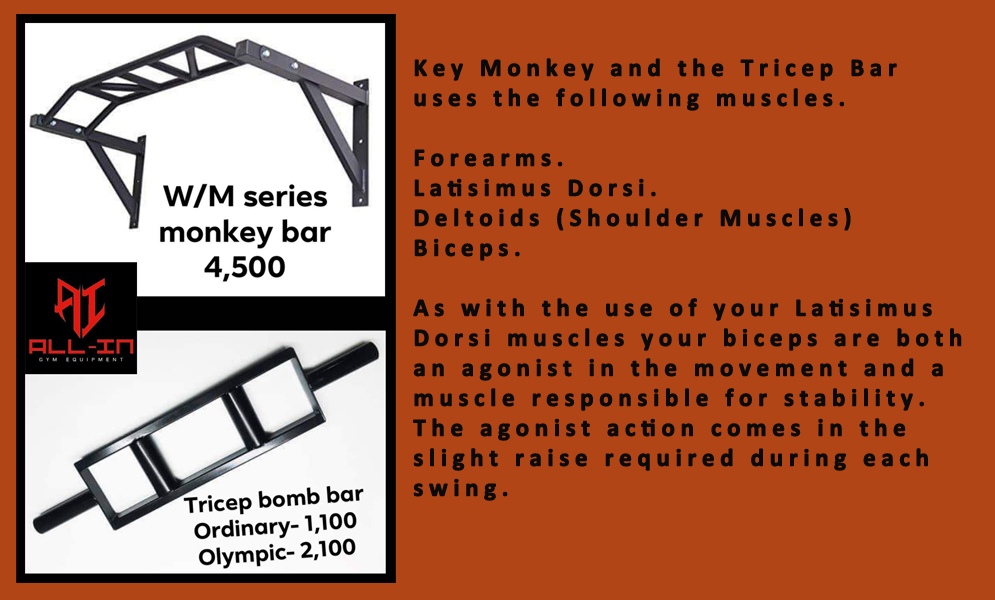 W/M series
monkey bar
4,500
ALL-IN
GYM EQUIPMENT
Tricep bomb bar
Ordinary- 1,100
Olympic- 2,100
Key Monkey and the Tricep Bar
uses the following muscles.
Forearms.
Latisimus Dorsi.
Deltoids (Shoulder Muscles)
Biceps.
As with the use of your Latisimus
Dorsi muscles your biceps are both
an agonist in the movement and a
muscle responsible for stability.
The agonist action comes in the
slight raise required during each
swing.